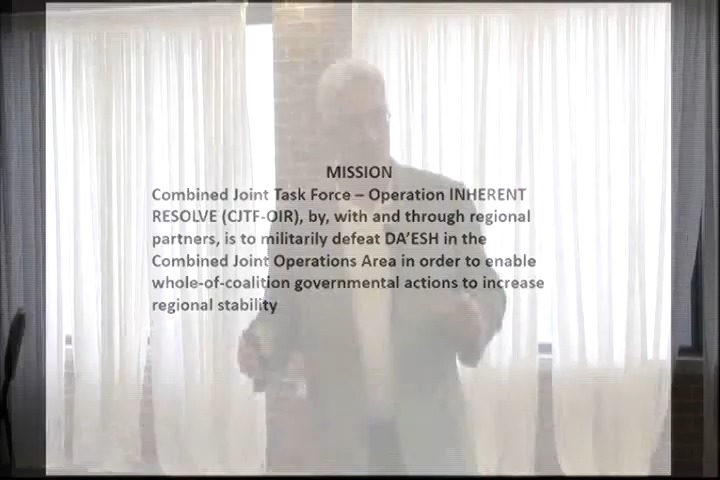 MISSION
Combined Joint Task Force – Operation INHERENT
RESOLVE (CJTF-OIR), by, with and through regional
partners, is to militarily defeat DA’ESH in the
Combined Joint Operations Area in order to enable
whole-of-coalition governmental actions to increase
regional stability